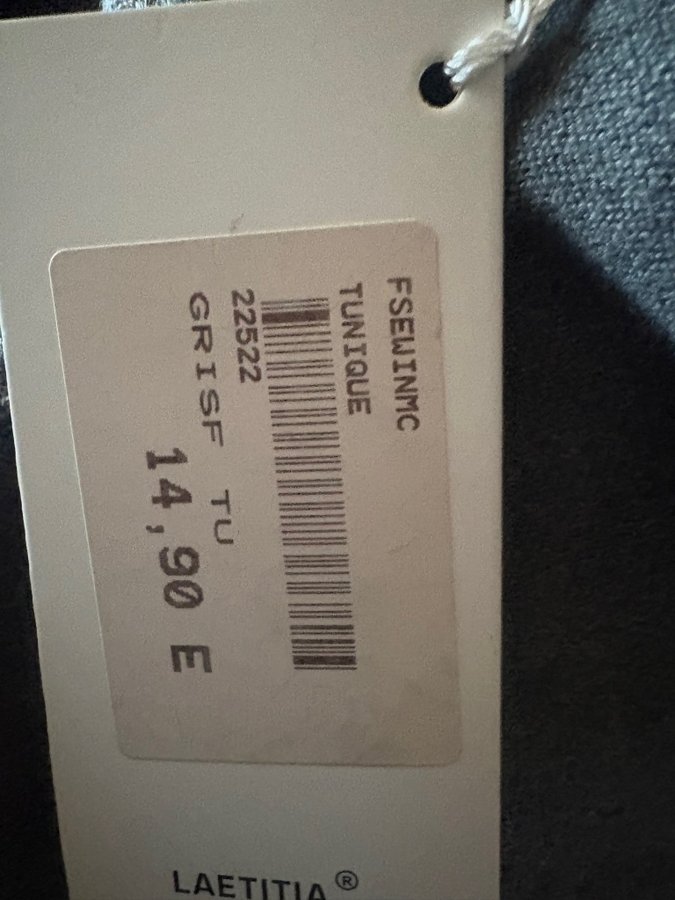 FSEWINMC
TUNIQUE
22522
GRISF TU
14,90 E
LAETITIA®